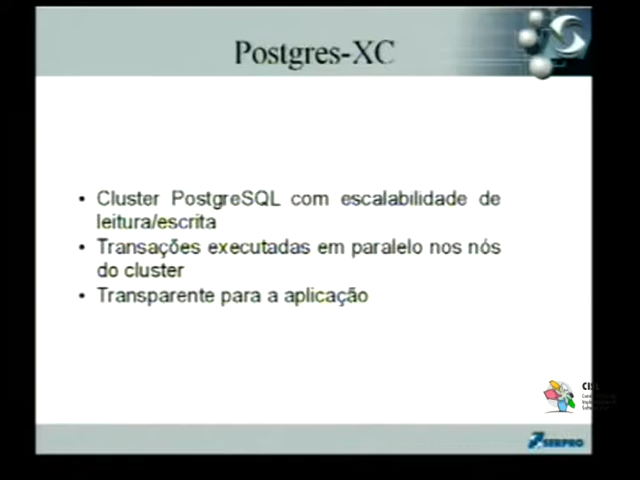 Postgres-XC
• Cluster PostgreSQL com escalabilidade de
leitura/escrita
• Transações executadas em paralelo nos nós
do cluster
• Transparente para a aplicação
SERPRO